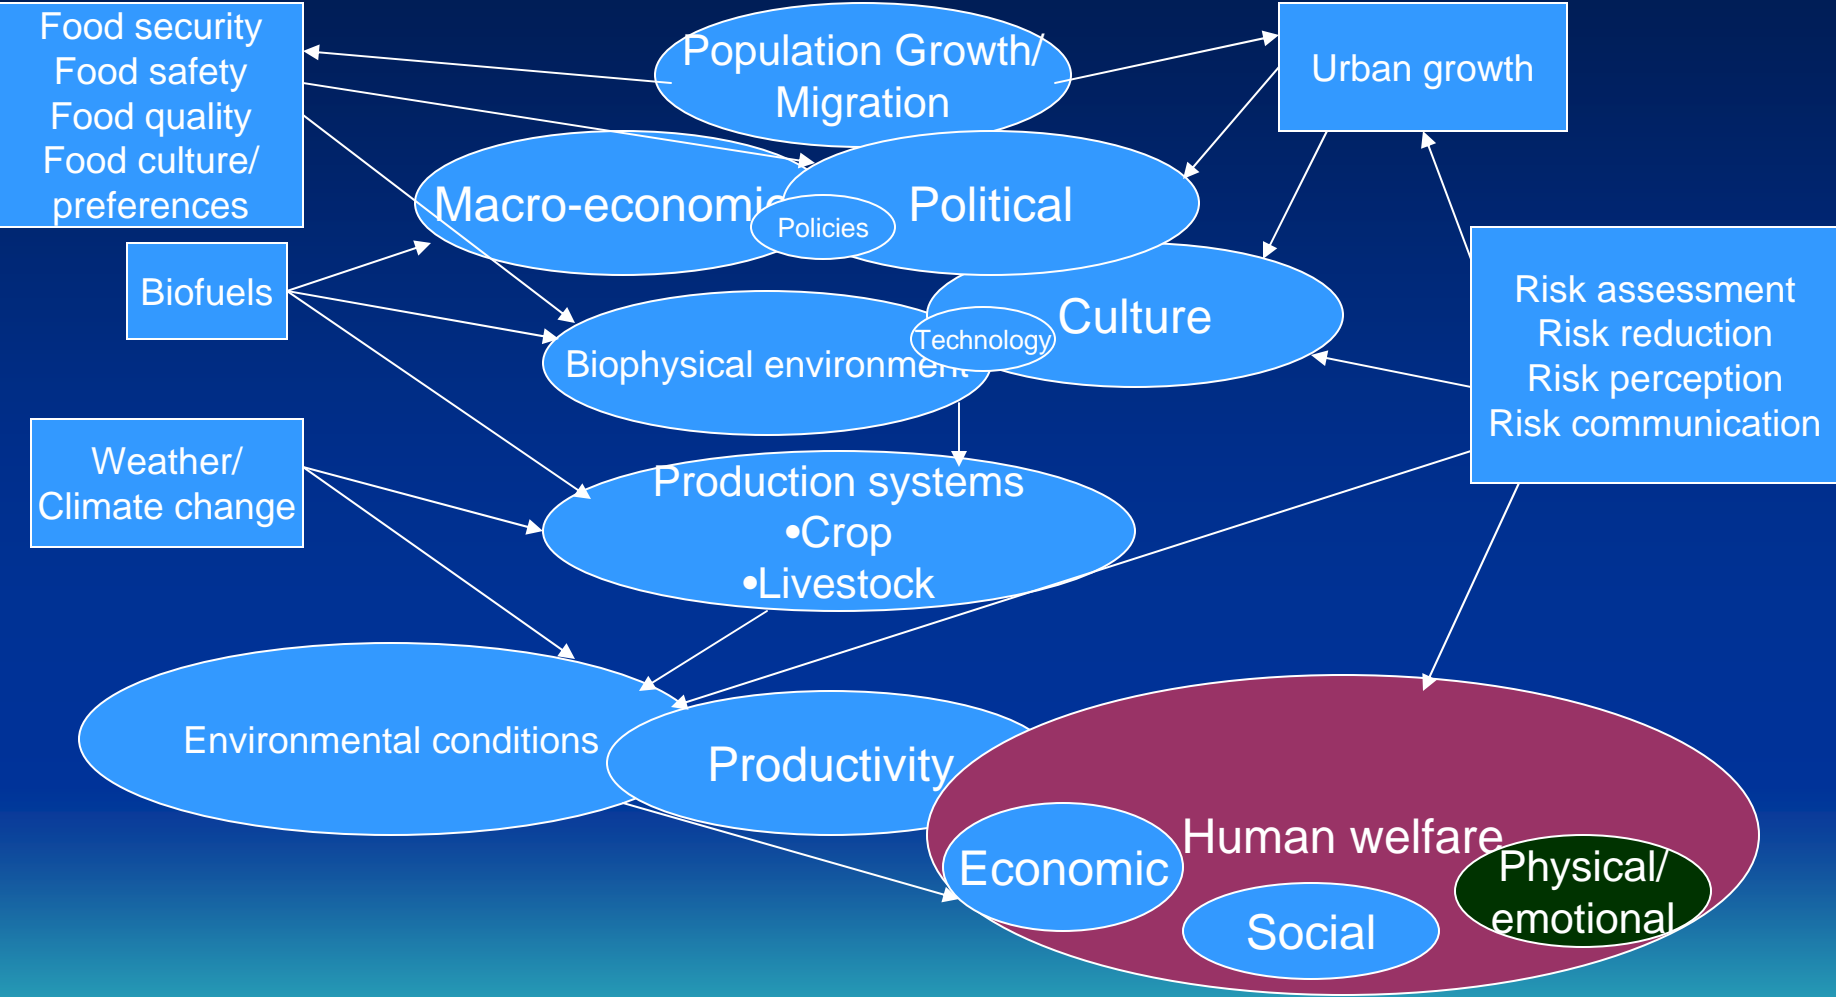 Food security
Food safety
Food quality
Food culture/
preferences
Population Growth/
Migration
Urban growth
Macro-economic
Political
Policies
Biofuels
Culture
Technology
Biophysical environment
Risk assessment
Risk reduction
Risk perception
Risk communication
Weather/
Climate change
Production systems
•Crop
•Livestock
Environmental conditions
Productivity
Human welfare
Economic
Social
Physical/
emotional